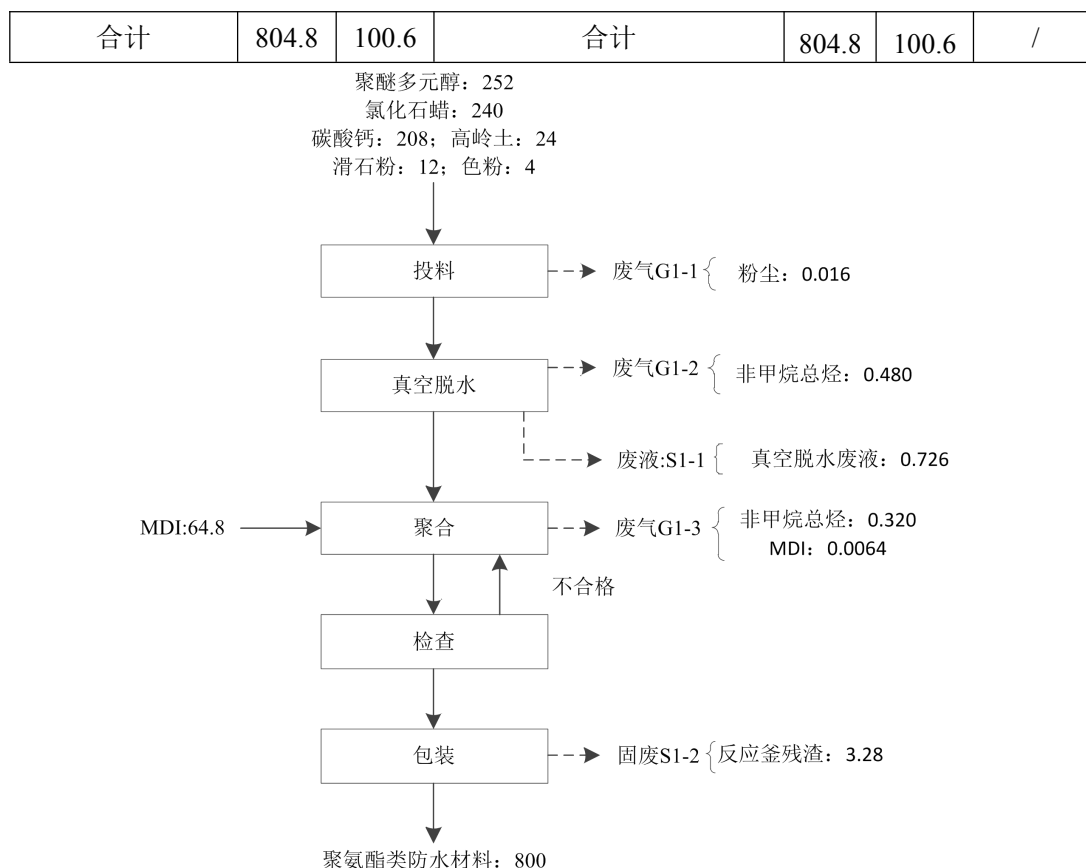 合计 804.8 100.6 合计 804.8 100.6 /
聚醚多元醇：252
氯化石蜡：240
碳酸钙：208；高岭土：24
滑石粉：12；色粉：4
投料
废气G1-1
粉尘：0.016
真空脱水
废气G1-2
非甲烷总烃：0.480
废液:S1-1
真空脱水废液：0.726
MDI:64.8
聚合
废气G1-3
非甲烷总烃：0.320
MDI：0.0064
不合格
检查
包装
固废S1-2
反应釜残渣：3.28
聚氨酯类防水材料：800